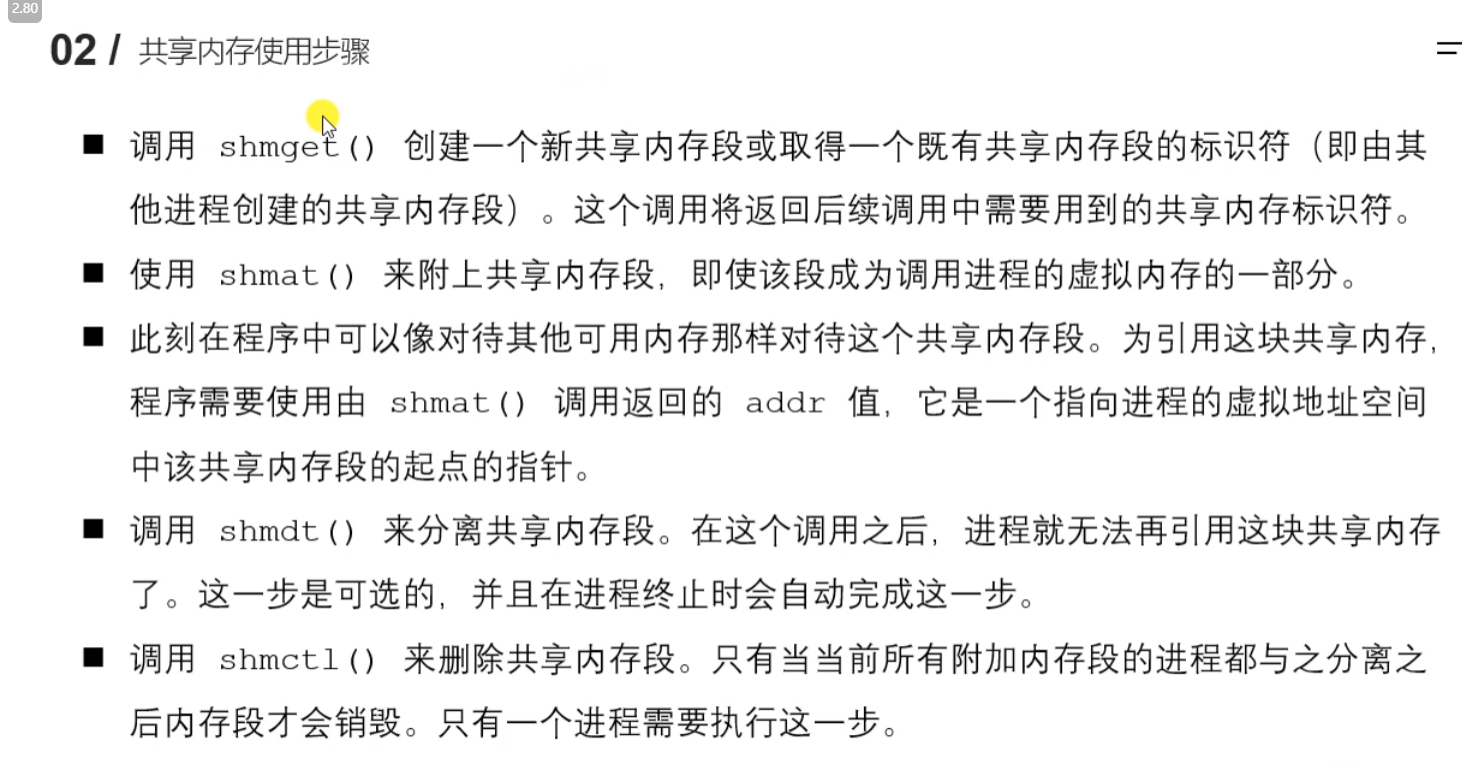 2.80
02 / 共享内存使用步骤
■ 调用 shmget() 创建一个新共享内存段或取得一个既有共享内存段的标识符（即由其
他进程创建的共享内存段）。这个调用将返回后续调用中需要用到的共享内存标识符。
■ 使用 shmat() 来附上共享内存段，即使该段成为调用进程的虚拟内存的一部分。
■ 此刻在程序中可以像对待其他可用内存那样对待这个共享内存段。为引用这块共享内存，
程序需要使用由 shmat() 调用返回的 addr 值，它是一个指向进程的虚拟地址空间
中该共享内存段的起点的指针。
■ 调用 shmdt() 来分离共享内存段。在这个调用之后，进程就无法再引用这块共享内存
了。这一步是可选的，并且在进程终止时会自动完成这一步。
■ 调用 shmctl() 来删除共享内存段。只有当当前所有附加内存段的进程都与之分离之
后内存段才会销毁。只有一个进程需要执行这一步。